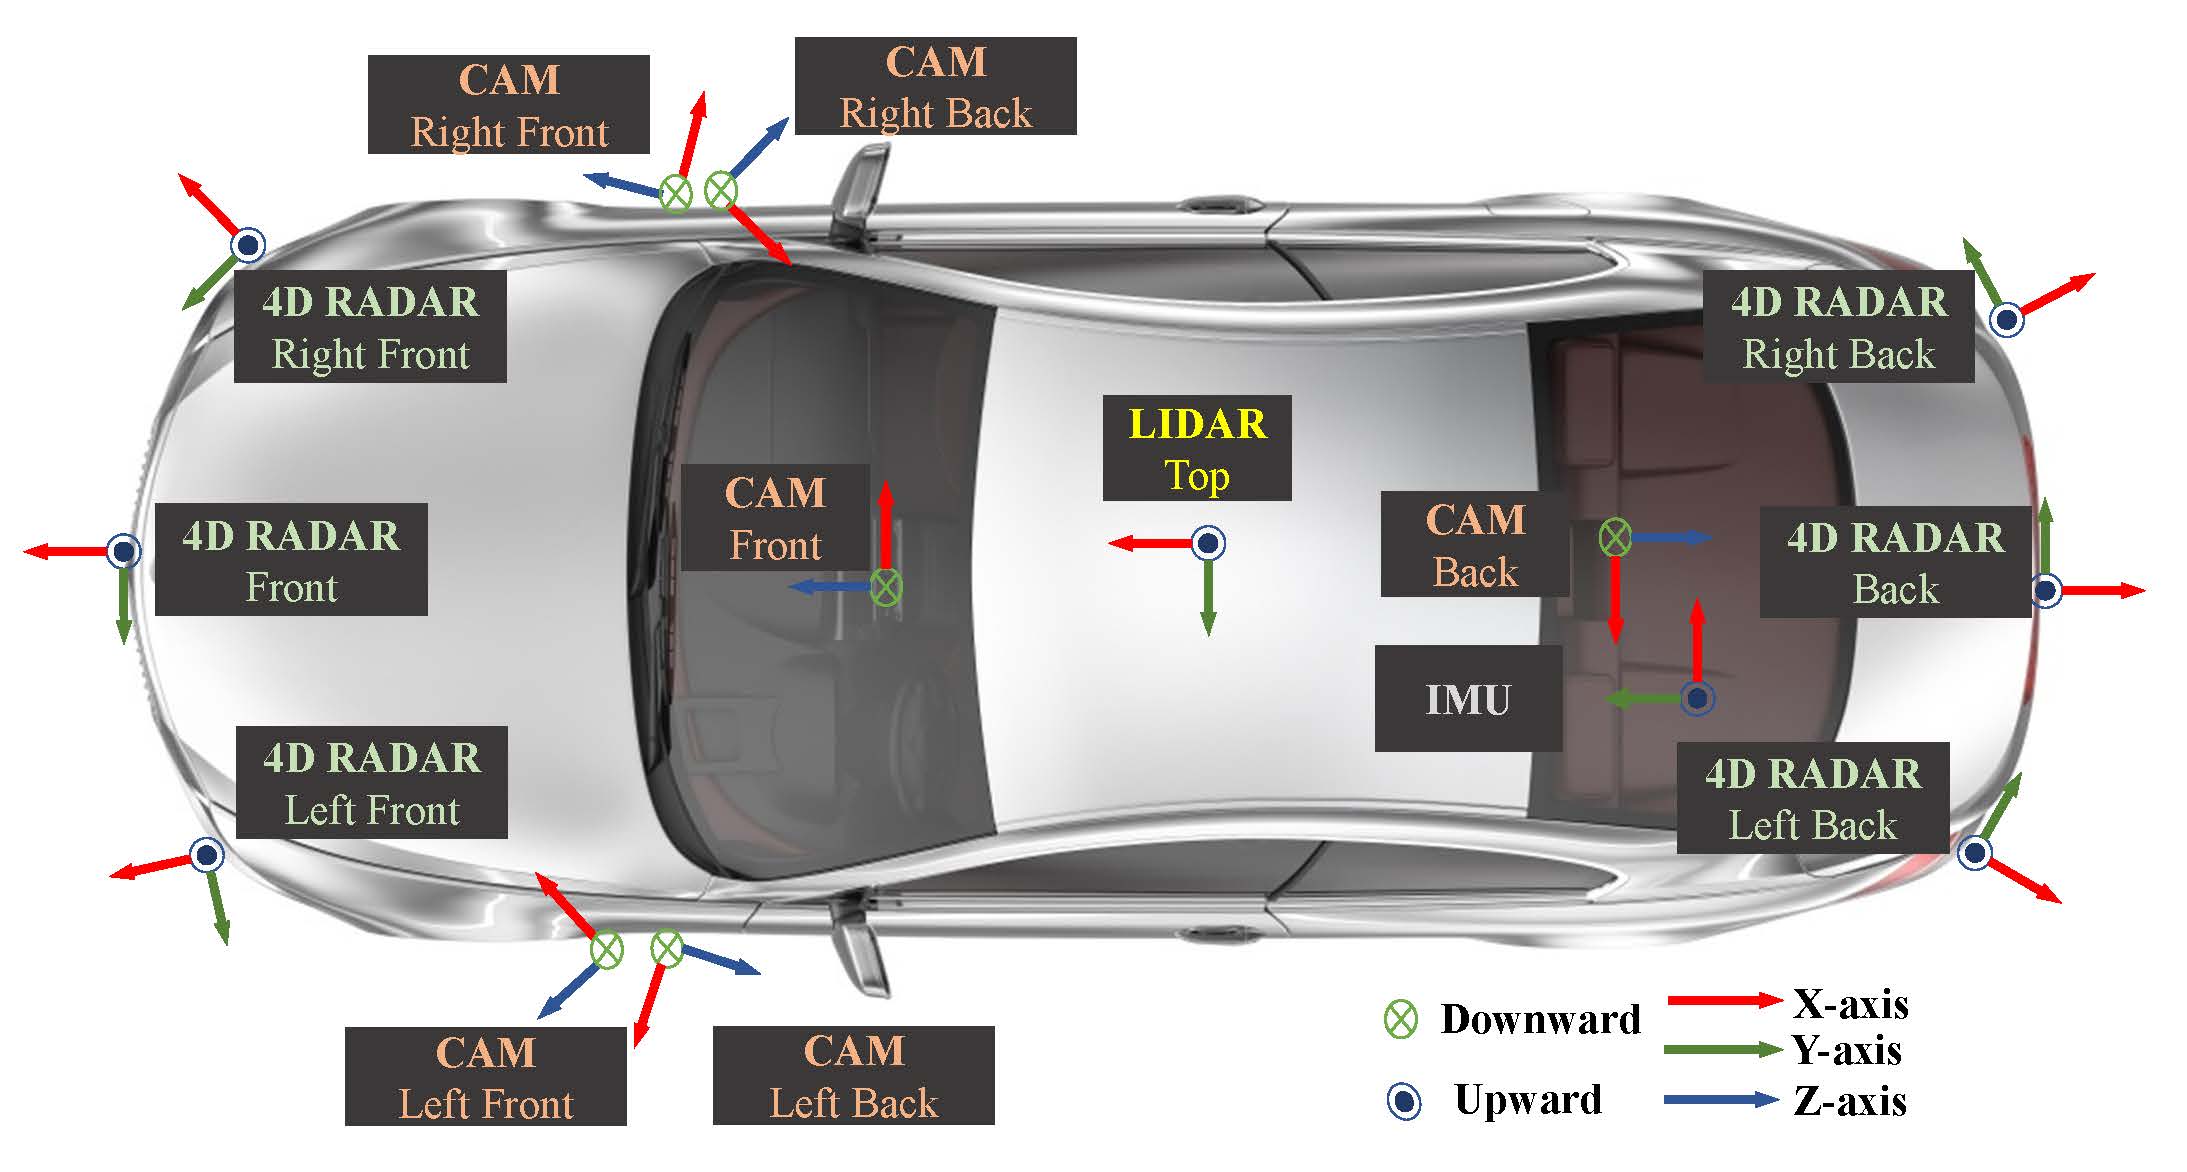 CAM
Right Front
CAM
Right Back
4D RADAR
Right Front
4D RADAR
Right Back
LIDAR
Top
CAM
Front
CAM
Back
4D RADAR
Front
4D RADAR
Back
IMU
4D RADAR
Left Front
4D RADAR
Left Back
CAM
Left Front
CAM
Left Back
Downward
X-axis
Y-axis
Upward
Z-axis